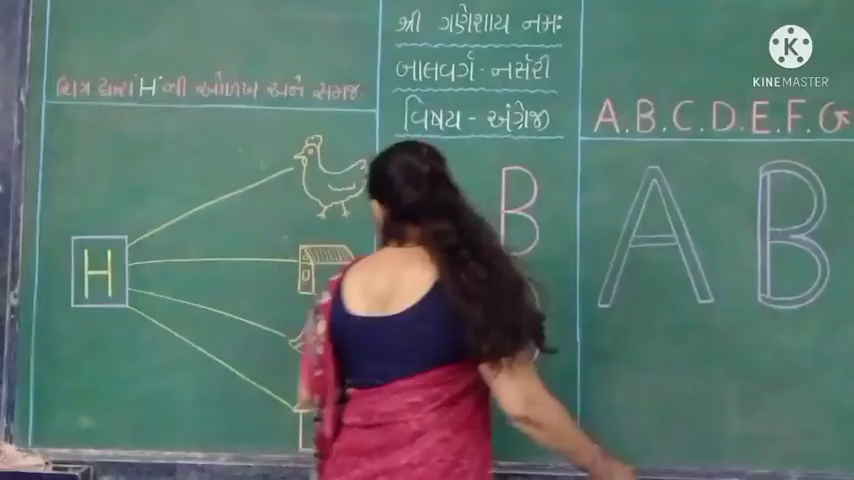 શ્રી ગણેશાય નમઃ
બાલવર્ગ - નર્સરી
વિષય - અંગ્રેજી
ચિત્ર દ્વારા 'H' ની ઓળખ અને સમજ.
H
B
A.B.C.D.E.F.G
A B
K
KINEMASTER